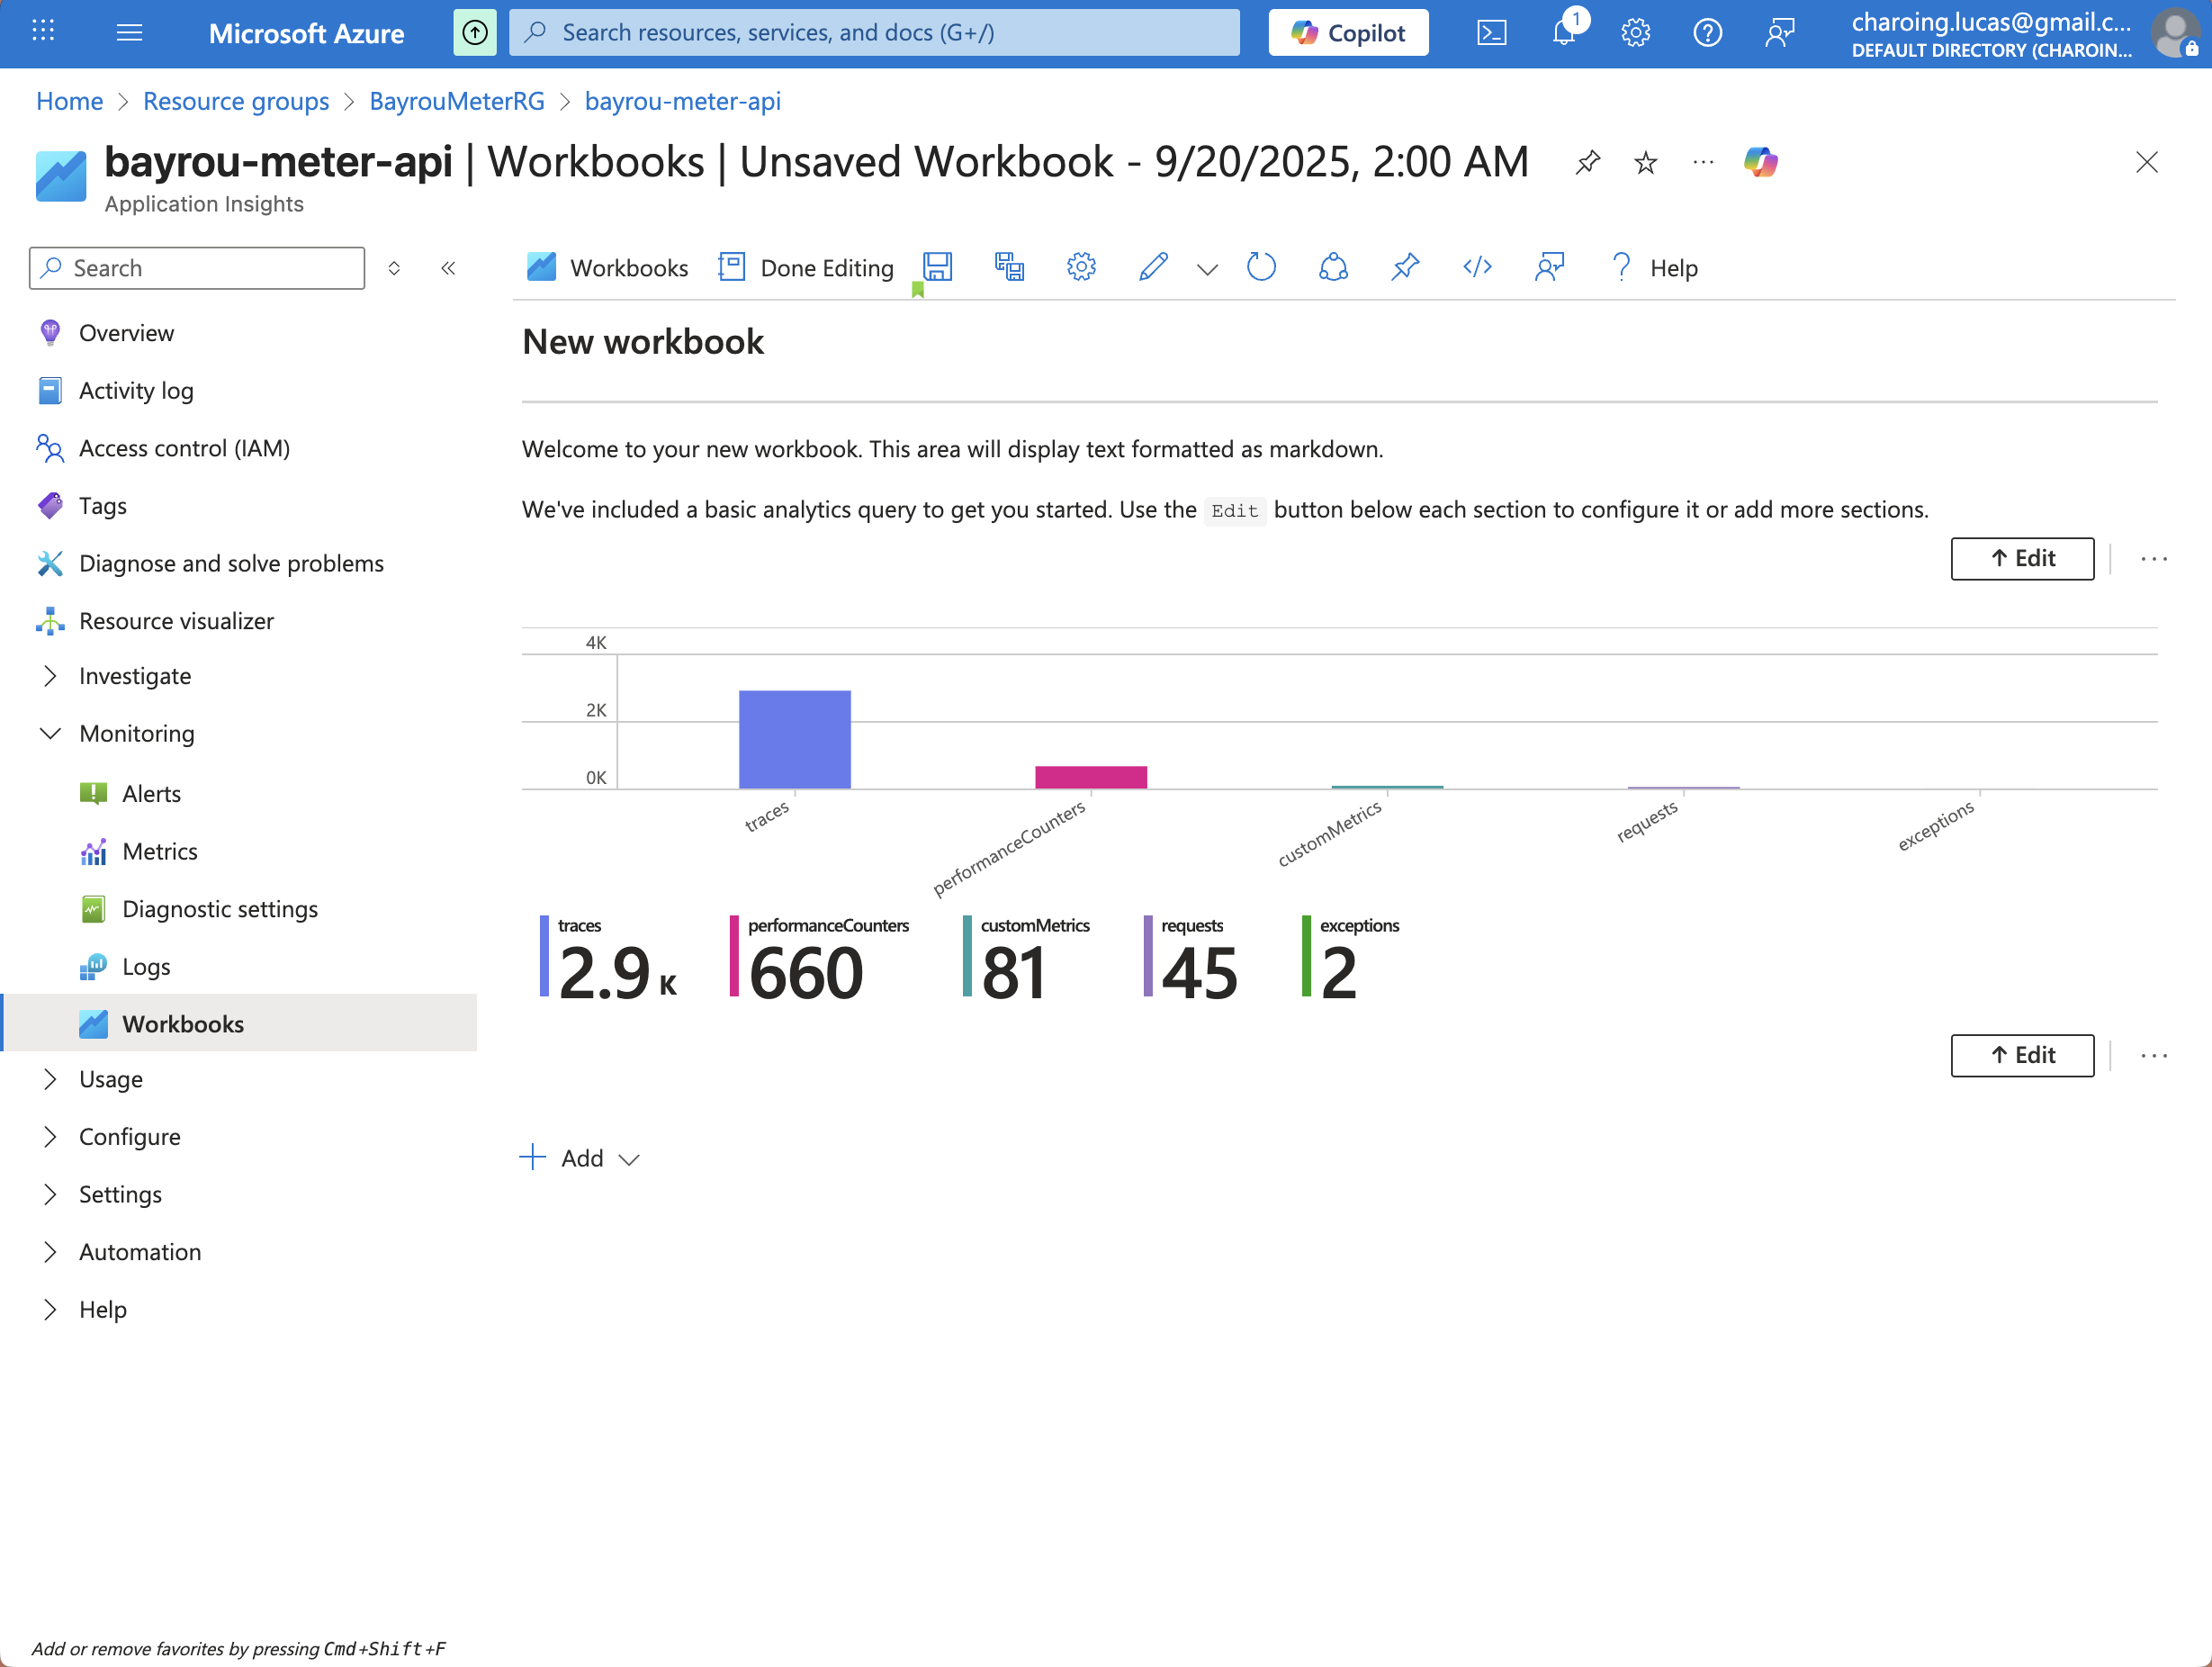 Microsoft Azure
Search resources, services, and docs (G+/)
Copilot
1
charoing.lucas@gmail.c...
DEFAULT DIRECTORY (CHAROIN...
Home > Resource groups > BayrouMeterRG > bayrou-meter-api
bayrou-meter-api | Workbooks | Unsaved Workbook - 9/20/2025, 2:00 AM
Application Insights
Search
Overview
Activity log
Access control (IAM)
Tags
Diagnose and solve problems
Resource visualizer
Investigate
Monitoring
Alerts
Metrics
Diagnostic settings
Logs
Workbooks
Usage
Configure
Settings
Automation
Help
Add or remove favorites by pressing Cmd+Shift+F
Workbooks
Done Editing
Help
New workbook
Welcome to your new workbook. This area will display text formatted as markdown.
We've included a basic analytics query to get you started. Use the Edit button below each section to configure it or add more sections.
↑ Edit
4K
2K
0K
traces
performanceCounters
customMetrics
requests
exceptions
traces
2.9 K
performanceCounters
660
customMetrics
81
requests
45
exceptions
2
↑ Edit
Add